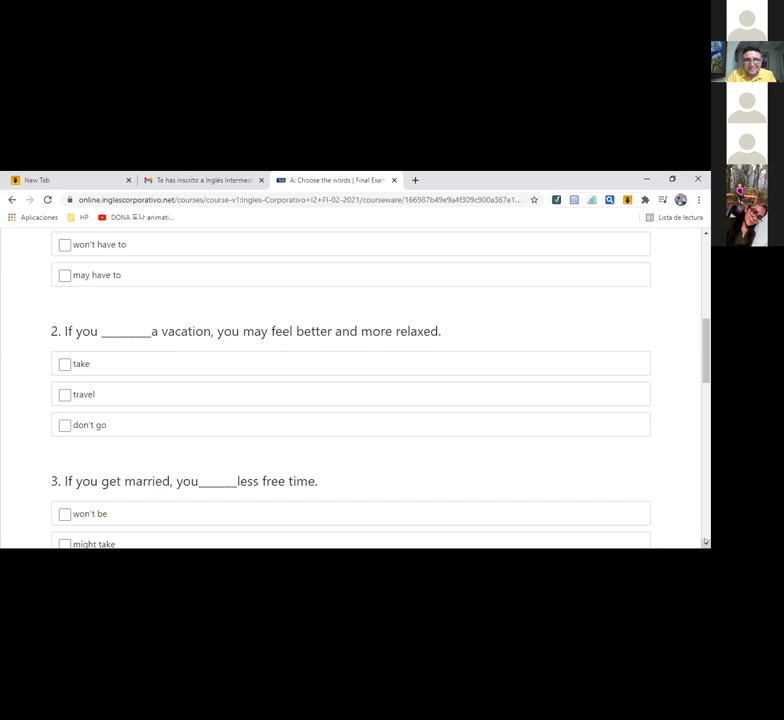 New Tab
Te has inscrito a Inglés Intermed
A: Choose the words | Final Exam
online.inglescorporativo.net/courses/course-v1:Ingles-Corporativo+I2+FI-02-2021/courseware/166987b49e9a4f309c900a367e1...
Aplicaciones
HP
DONA 도나 animati...
Lista de lectura
won't have to
may have to
2. If you ________a vacation, you may feel better and more relaxed.
take
travel
don't go
3. If you get married, you______less free time.
won't be
might take